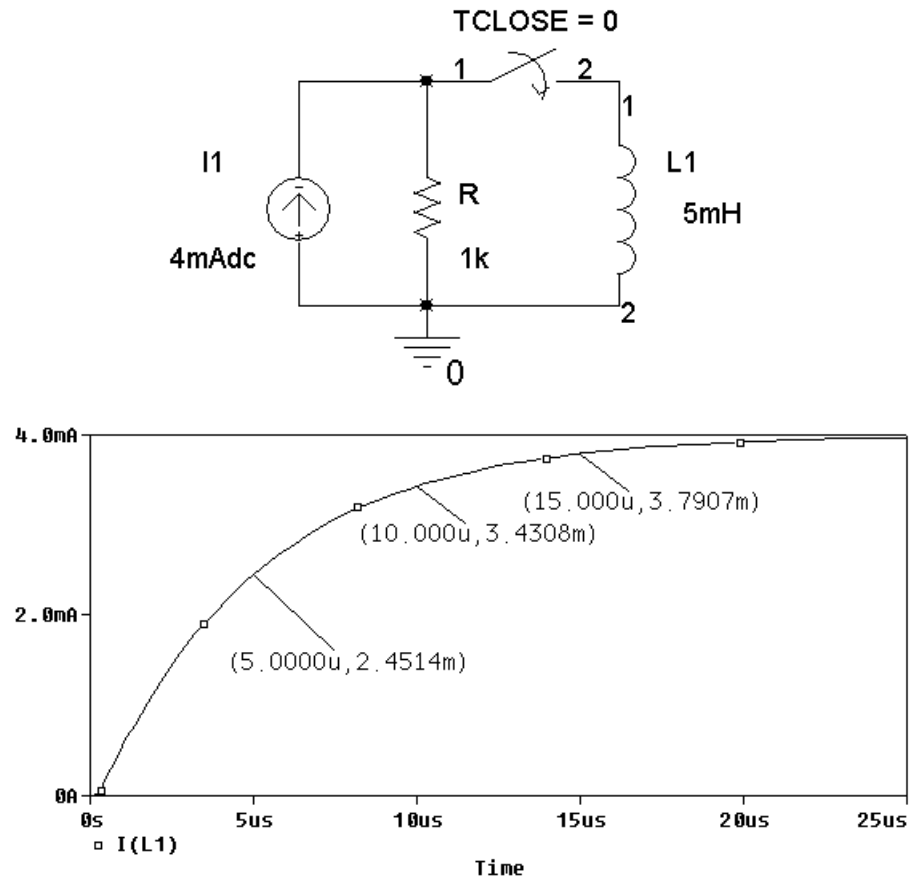 TCLOSE = 0
1 2
1
I1
R
L1
5mH
4mAdc
1k
2
0
4.0mA
(15.000u,3.7907m)
(10.000u,3.4308m)
2.0mA
(5.0000u,2.4514m)
0A
0s 5us 10us 15us 20us 25us
I(L1)
Time